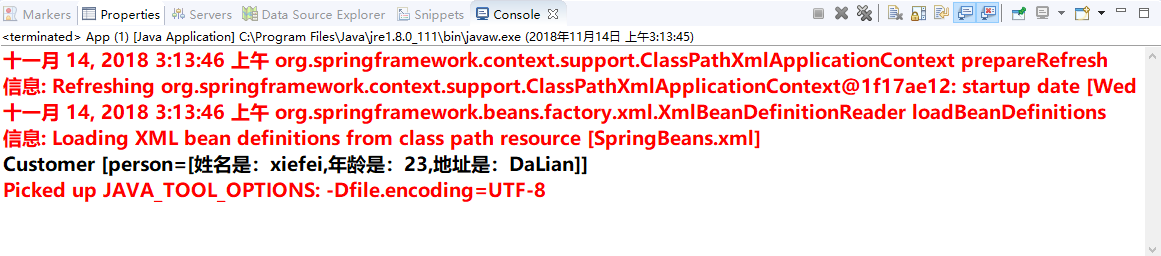 Markers Properties Servers Data Source Explorer Snippets Console
<terminated> App (1) [Java Application] C:\Program Files\Java\jre1.8.0_111\bin\javaw.exe (2018年11月14日 上午3:13:45)
十一月 14, 2018 3:13:46 上午 org.springframework.context.support.ClassPathXmlApplicationContext prepareRefresh
信息: Refreshing org.springframework.context.support.ClassPathXmlApplicationContext@1f17ae12: startup date [Wed
十一月 14, 2018 3:13:46 上午 org.springframework.beans.factory.xml.XmlBeanDefinitionReader loadBeanDefinitions
信息: Loading XML bean definitions from class path resource [SpringBeans.xml]
Customer [person=[姓名是：xiefei,年龄是：23,地址是：DaLian]]
Picked up JAVA_TOOL_OPTIONS: -Dfile.encoding=UTF-8